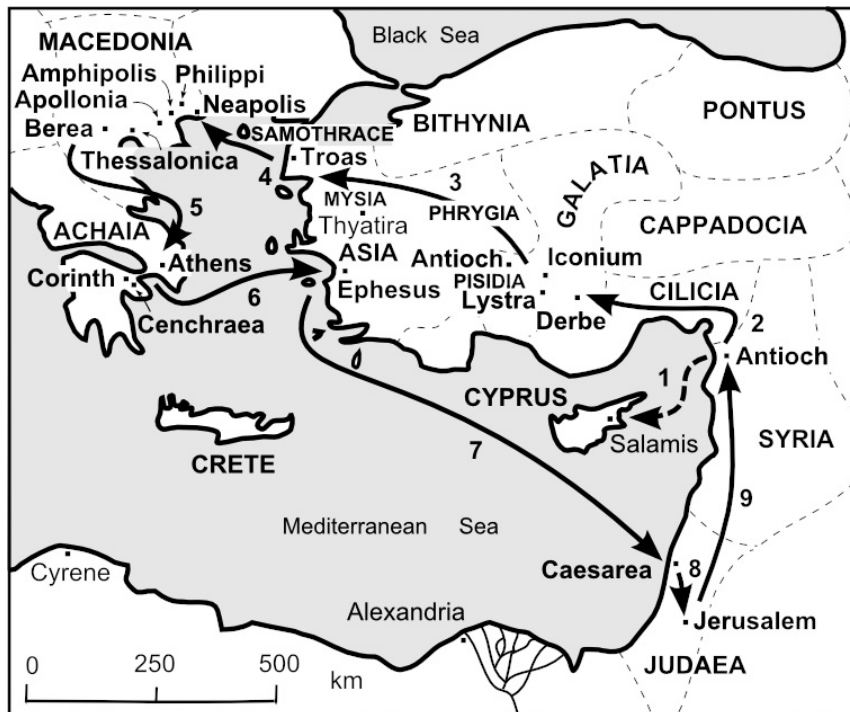 Black Sea
MACEDONIA
Amphipolis
Philippi
Apollonia
Neapolis
Berea
Thessalonica
SAMOTHRACE
Troas
BITHYNIA
PONTUS
GALATIA
4
3
MYSIA
Thyatira
PHRYGIA
CAPPADOCIA
5
ACHAIA
Athens
ASIA
Antioch
Iconium
Corinth
6
Ephesus
PISIDIA
Lystra
CILICIA
Cenchraea
Derbe
2
1
Antioch
CYPRUS
Salamis
SYRIA
7
CRETE
9
Mediterranean Sea
Cyrene
Caesarea
8
Alexandria
Jerusalem
JUDAEA
0
250
500
km